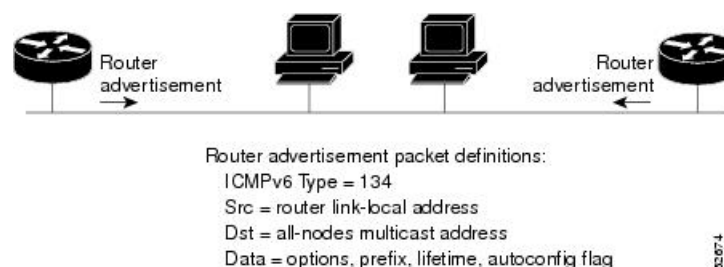 Router
advertisement
Router
advertisement
Router advertisement packet definitions:
ICMPv6 Type = 134
Src = router link-local address
Dst = all-nodes multicast address
Data = options, prefix, lifetime, autoconfig flag